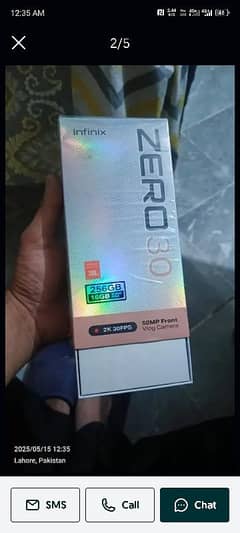 12:35 AM
2/5
infinix
ZERO 30
JBL
256GB
16GB
2K 30FPS
50MP Front
Vlog Camera
2025/05/15 12:35
Lahore, Pakistan
SMS
Call
Chat